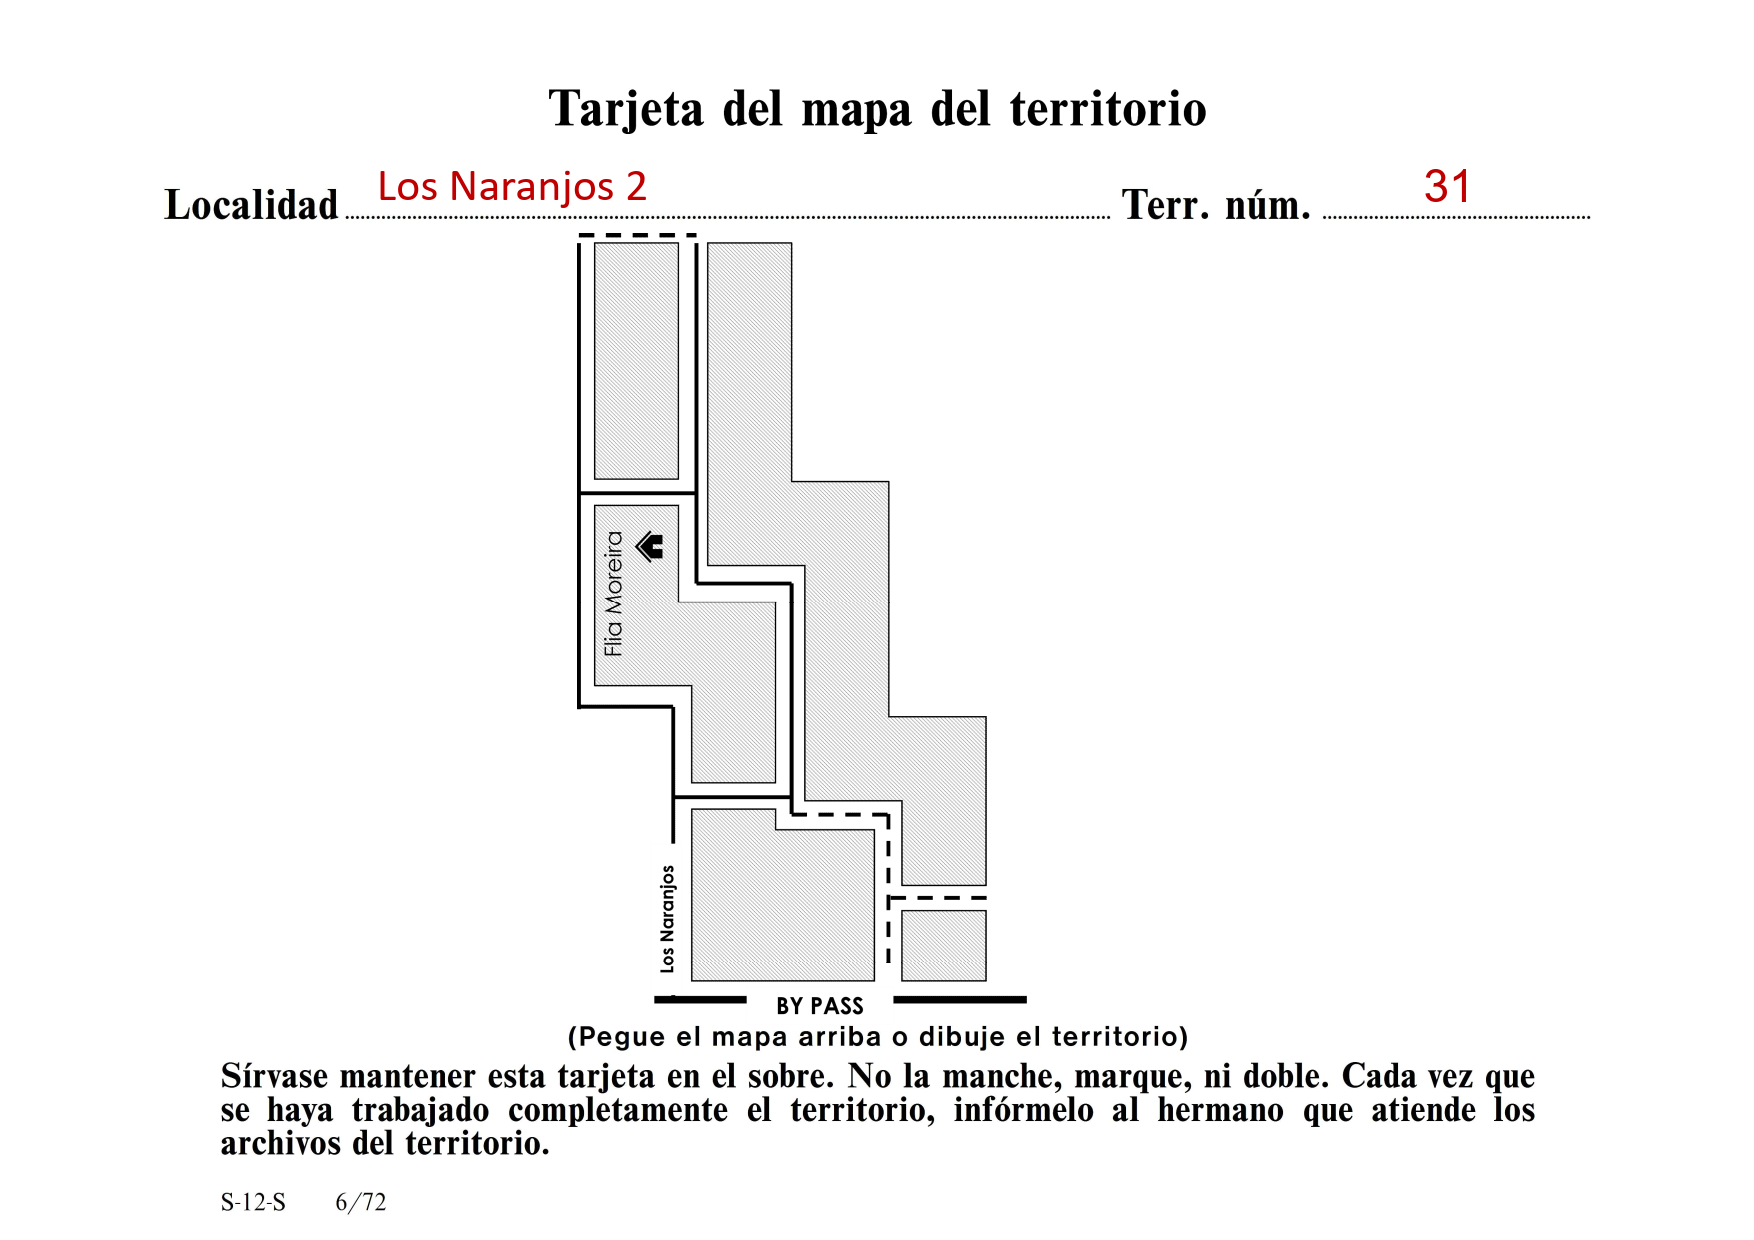 Tarjeta del mapa del territorio
Localidad Los Naranjos 2 Terr. núm. 31
Flia Moreira
Los Naranjos
BY PASS
(Pegue el mapa arriba o dibuje el territorio)
Sírvase mantener esta tarjeta en el sobre. No la manche, marque, ni doble. Cada vez que
se haya trabajado completamente el territorio, infórmelo al hermano que atiende los
archivos del territorio.
S-12-S 6/72